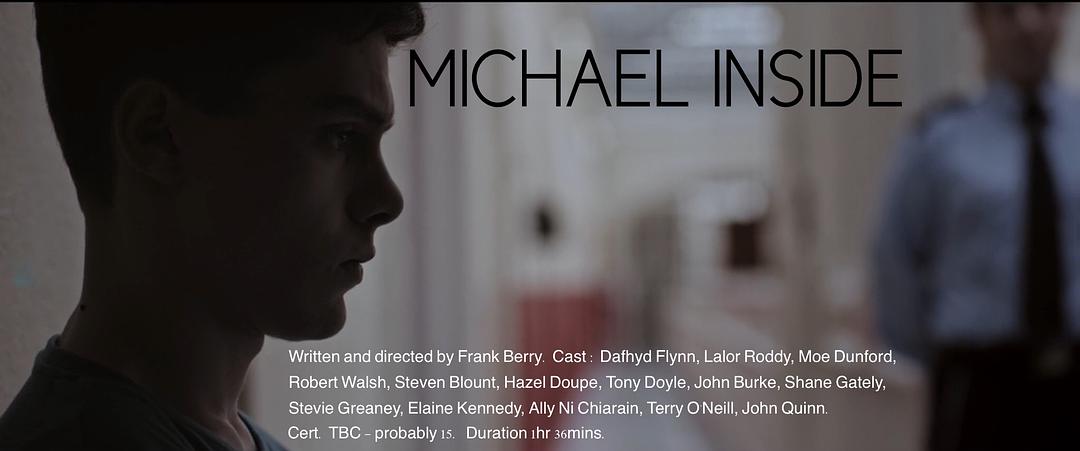 MICHAEL INSIDE
Written and directed by Frank Berry. Cast : Dafhyd Flynn, Lalor Roddy, Moe Dunford,
Robert Walsh, Steven Blount, Hazel Doupe, Tony Doyle, John Burke, Shane Gately,
Stevie Greaney, Elaine Kennedy, Ally Ni Chiarain, Terry O'Neill, John Quinn.
Cert. TBC – probably 15. Duration 1hr 36mins.